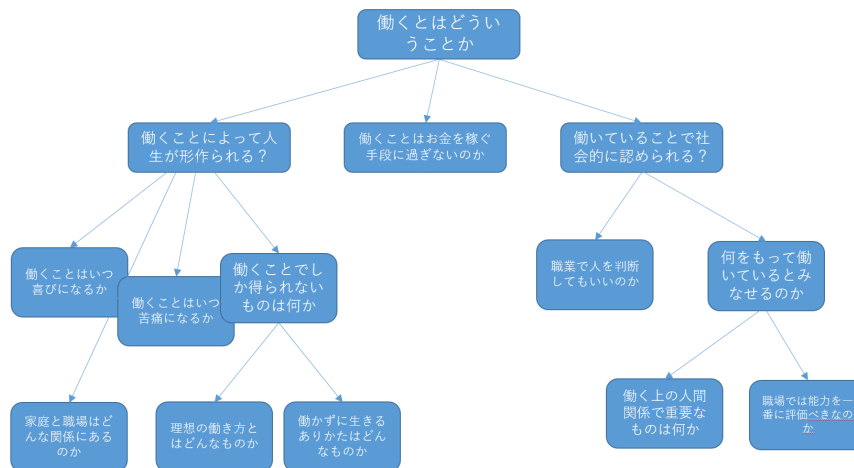 働くとはどうい
うことか
働くことによって人
生が形作られる？
働くことはお金を稼ぐ
手段に過ぎないのか
働いていることで社
会的に認められる？
働くことはいつ
喜びになるか
働くことはいつ
苦痛になるか
働くことでし
か得られない
ものは何か
職業で人を判断
してもいいのか
何をもって働
いているとみ
なせるのか
家庭と職場はど
んな関係にある
のか
理想の働き方と
はどんなものか
働かずに生きる
ありかたはどん
なものか
働く上の人間
関係で重要な
ものは何か
職場では能力を一
番に評価べきなの
か